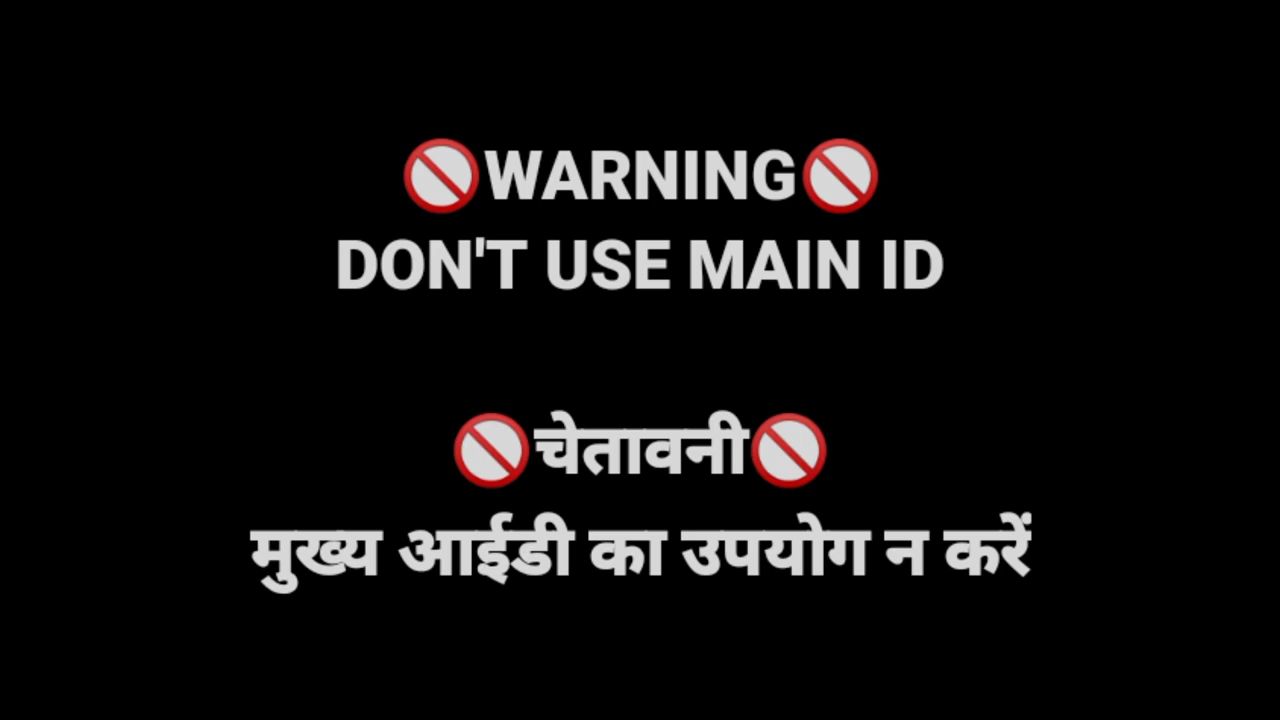 🚫WARNING🚫
DON'T USE MAIN ID
🚫चेतावनी🚫
मुख्य आईडी का उपयोग न करें